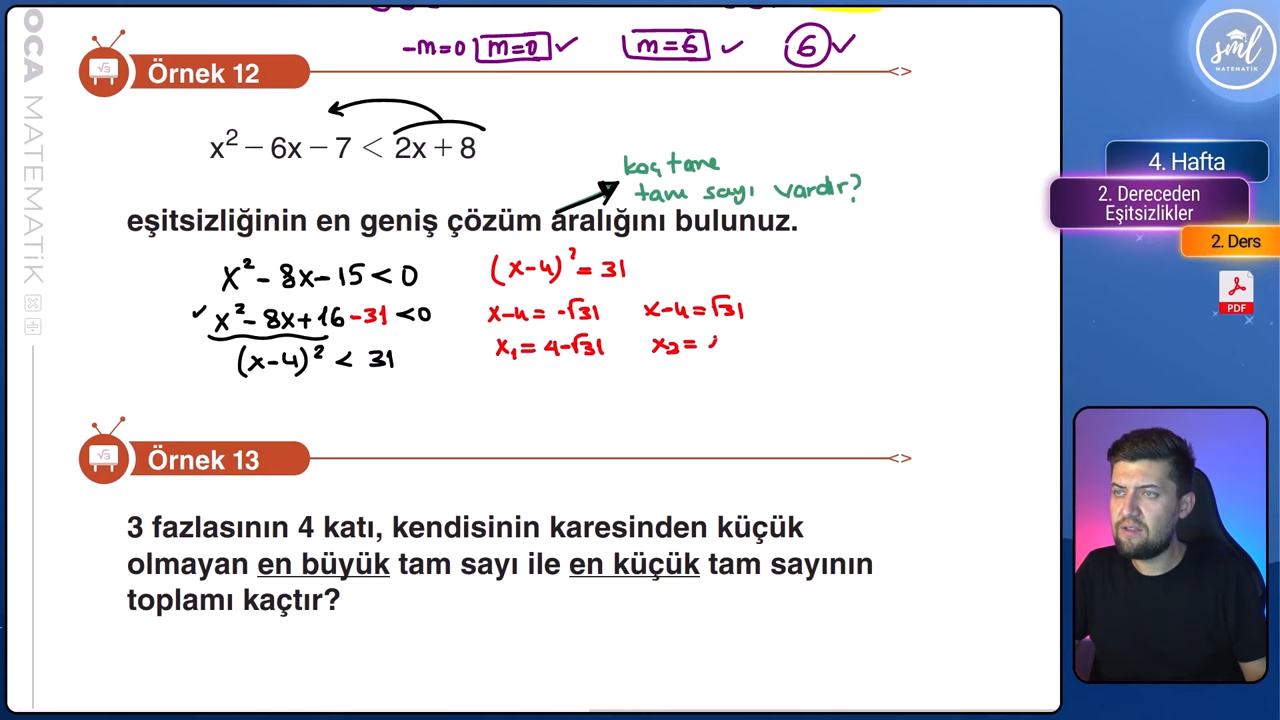 -m=0 m=0 ✓ m=6 ✓ 6 ✓
Örnek 12
x² – 6x – 7 < 2x + 8
kaç tane
tam sayı vardır?
eşitsizliğinin en geniş çözüm aralığını bulunuz.
x² - 8x - 15 < 0
(x-4)² = 31
✓ x² - 8x + 16 - 31 < 0
x-4 = -√31 x-4 = √31
(x-4)² < 31
x₁ = 4-√31 x₂ =
Örnek 13
3 fazlasının 4 katı, kendisinin karesinden küçük
olmayan en büyük tam sayı ile en küçük tam sayının
toplamı kaçtır?
OCA MATEMATİK
sml
MATEMATİK
4. Hafta
2. Dereceden
Eşitsizlikler
2. Ders
PDF